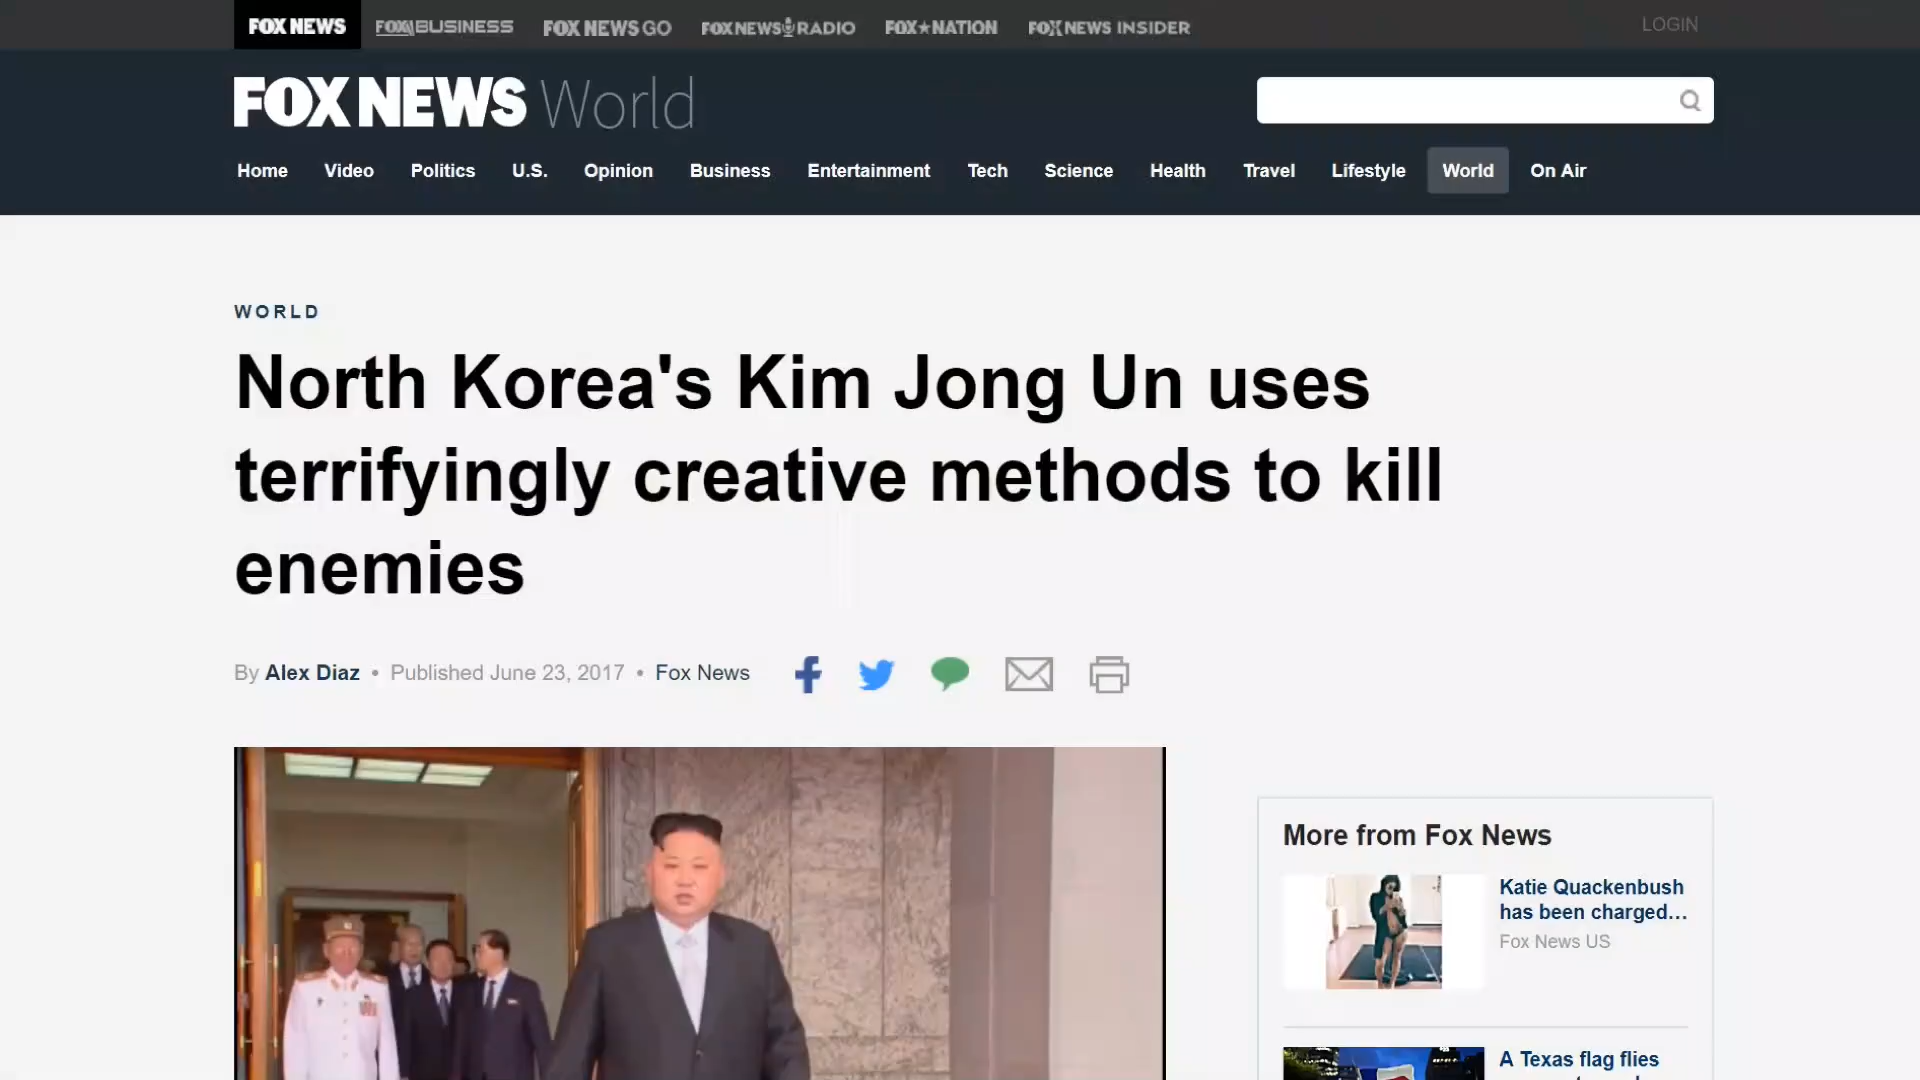 FOX NEWS
FOX BUSINESS
FOX NEWS GO
FOX NEWS RADIO
FOX NATION
FOX NEWS INSIDER
LOGIN
FOX NEWS World
Home Video Politics U.S. Opinion Business Entertainment Tech Science Health Travel Lifestyle World On Air
WORLD
North Korea's Kim Jong Un uses
terrifyingly creative methods to kill
enemies
By Alex Diaz • Published June 23, 2017 • Fox News
More from Fox News
Katie Quackenbush
has been charged...
Fox News US
A Texas flag flies